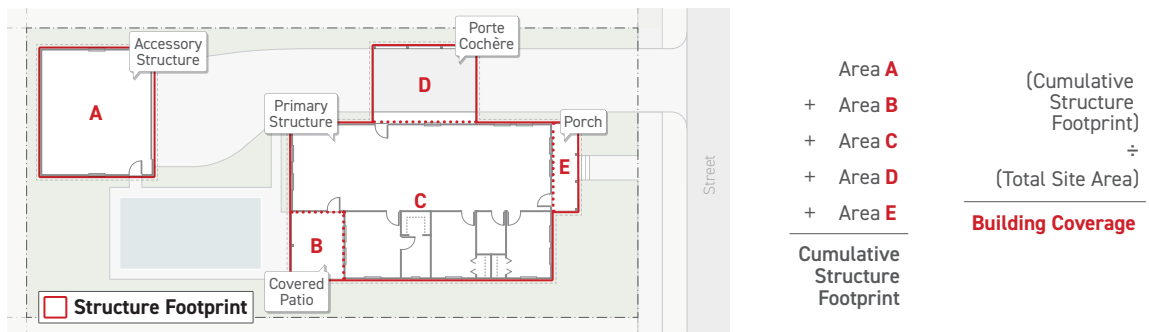 Accessory
Structure
Porte
Cochère
A
D
Primary
Structure
Porch
E
C
B
Covered
Patio
Structure Footprint
Street
Area A
+ Area B
+ Area C
+ Area D
+ Area E
Cumulative
Structure
Footprint
(Cumulative
Structure
Footprint)
÷
(Total Site Area)
Building Coverage